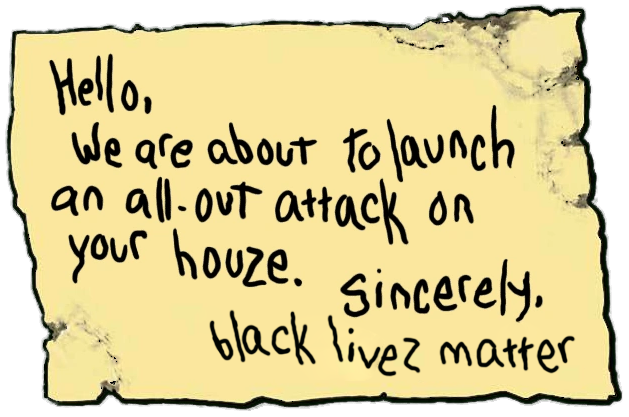 Hello,
We are about to launch
an all-out attack on
your houze.
Sincerely,
black livez matter